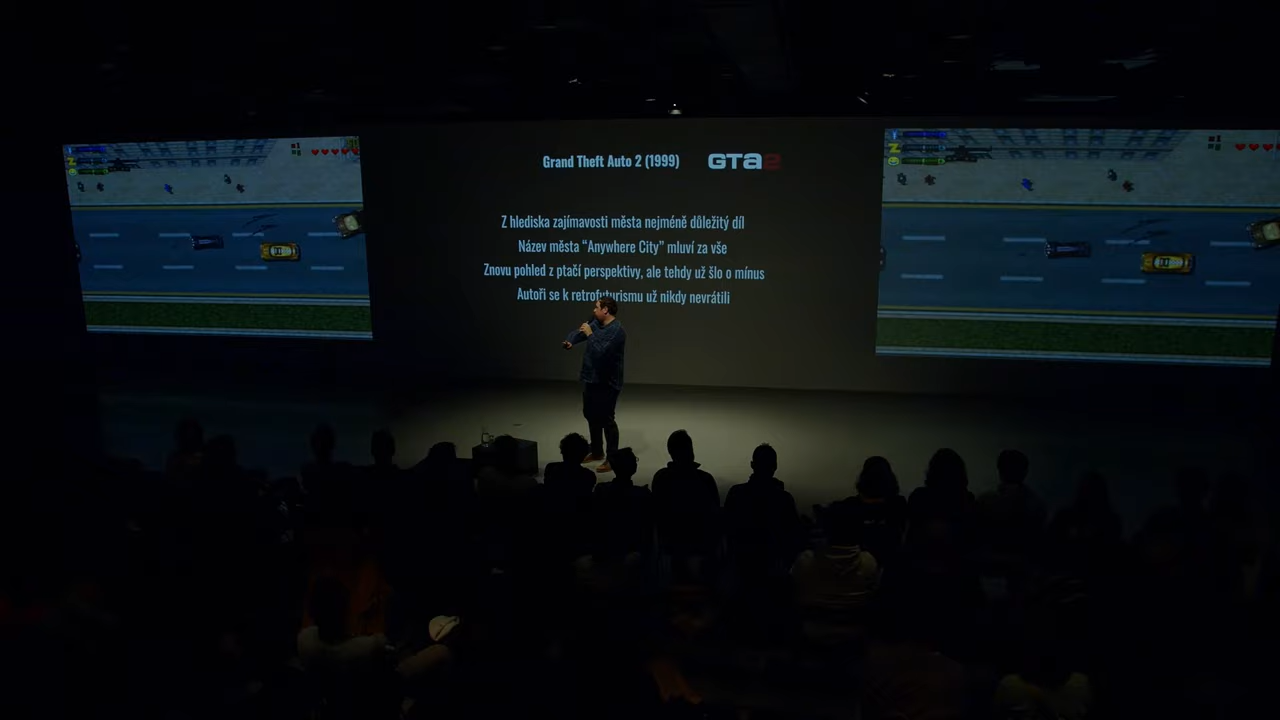 Grand Theft Auto 2 (1999)
GTA2
Z hlediska zajímavosti města nejméně důležitý díl
Název města “Anywhere City” mluví za vše
Znovu pohled z ptačí perspektivy, ale tehdy už šlo o mínus
Autoři se k retrofuturismu už nikdy nevrátili